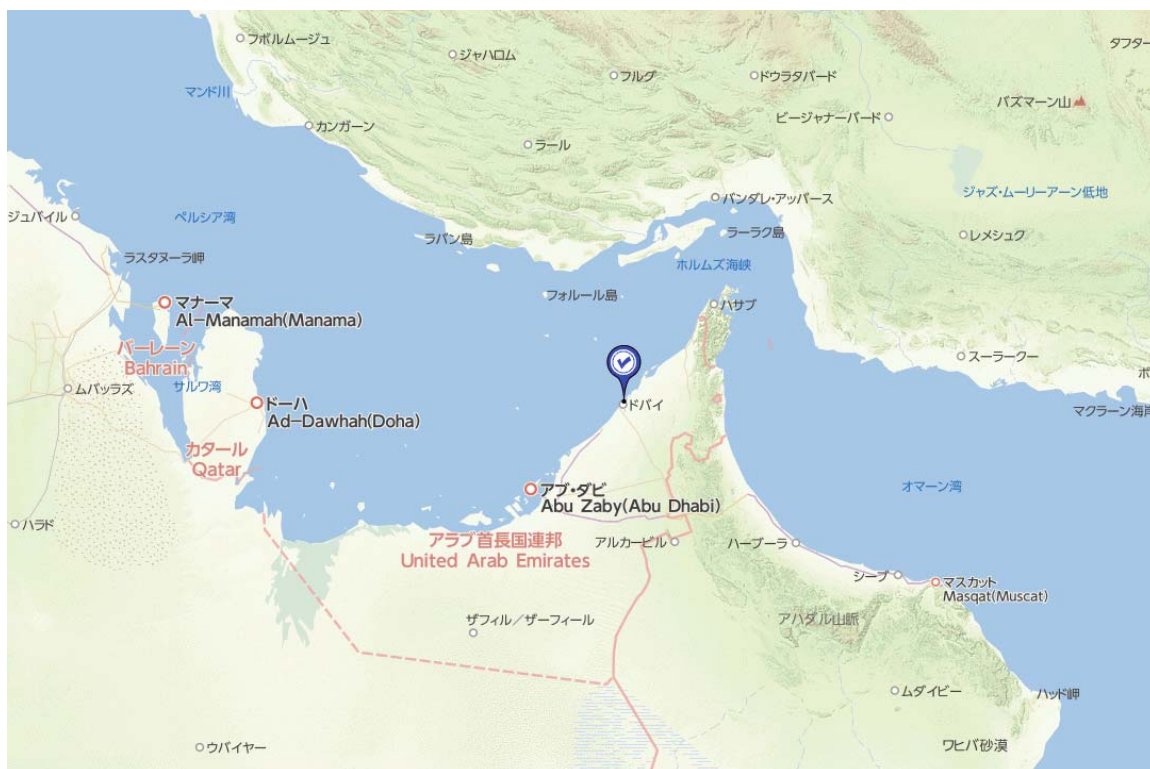 フボルムージュ
ジャハロム
フルグ
ドウラタバード
タフター
マンド川
カンガーン
バズマーン山
ビージャナーバード
ラール
ジャズ・ムーリーアーン低地
バンダレ・アッバース
ジュバイル
ペルシア湾
ラーラク島
レメシュク
ラバン島
ラスタヌーラ岬
ホルムズ海峡
フォルール島
マナーマ
Al-Manamah(Manama)
ハサブ
バーレーン
Bahrain
スーラークー
サルワ湾
ムバッラズ
ドーハ
Ad-Dawhah(Doha)
ドバイ
マクラーン海岸
カタール
Qatar
アブ・ダビ
Abu Zaby(Abu Dhabi)
オマーン湾
ハラド
アラブ首長国連邦
United Arab Emirates
アルカービル
ハーブーラ
シーブ
マスカット
Masqat(Muscat)
ザフィル／ザーフィール
アハダル山脈
ムダイビー
ハッド岬
ウバイヤー
ワヒバ砂漠